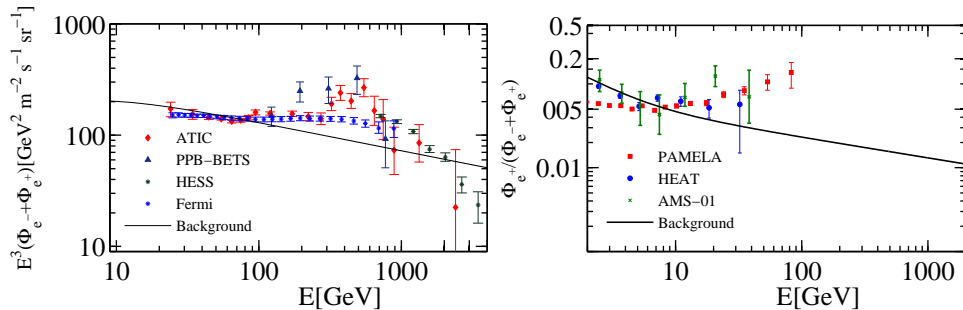 E³(Φe⁻+Φe⁺)[GeV² m⁻² s⁻¹ sr⁻¹]
1000
100
10
ATIC
PPB-BETS
HESS
Fermi
Background
10 100 1000
E[GeV]
Φe⁺/(Φe⁻+Φe⁺)
0.5
0.2
005
0.01
PAMELA
HEAT
AMS-01
Background
10 100 1000
E[GeV]